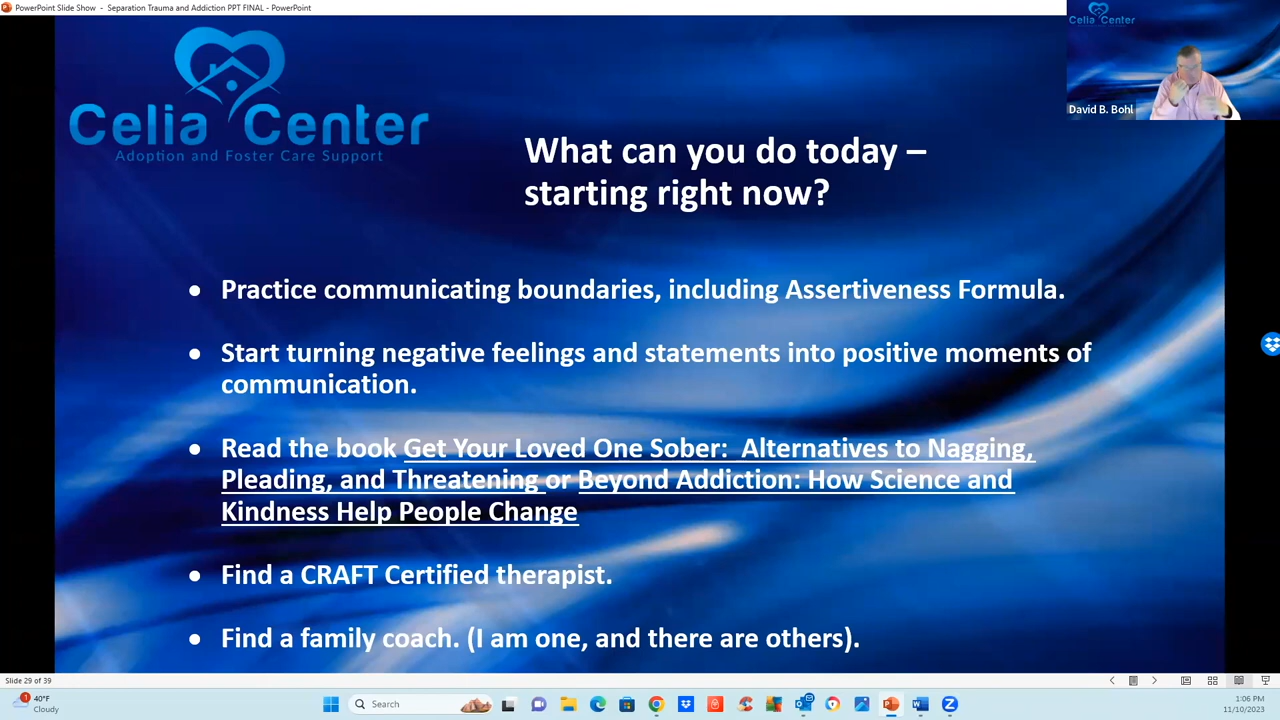 PowerPoint Slide Show - Separation Trauma and Addiction PPT FINAL - PowerPoint
Celia Center
Adoption and Foster Care Support
Celia Center
David B. Bohl
What can you do today –
starting right now?
• Practice communicating boundaries, including Assertiveness Formula.
• Start turning negative feelings and statements into positive moments of
communication.
• Read the book Get Your Loved One Sober: Alternatives to Nagging,
Pleading, and Threatening or Beyond Addiction: How Science and
Kindness Help People Change
• Find a CRAFT Certified therapist.
• Find a family coach. (I am one, and there are others).
Slide 29 of 39
1
40°F
Cloudy
Search
1:06 PM
11/10/2023